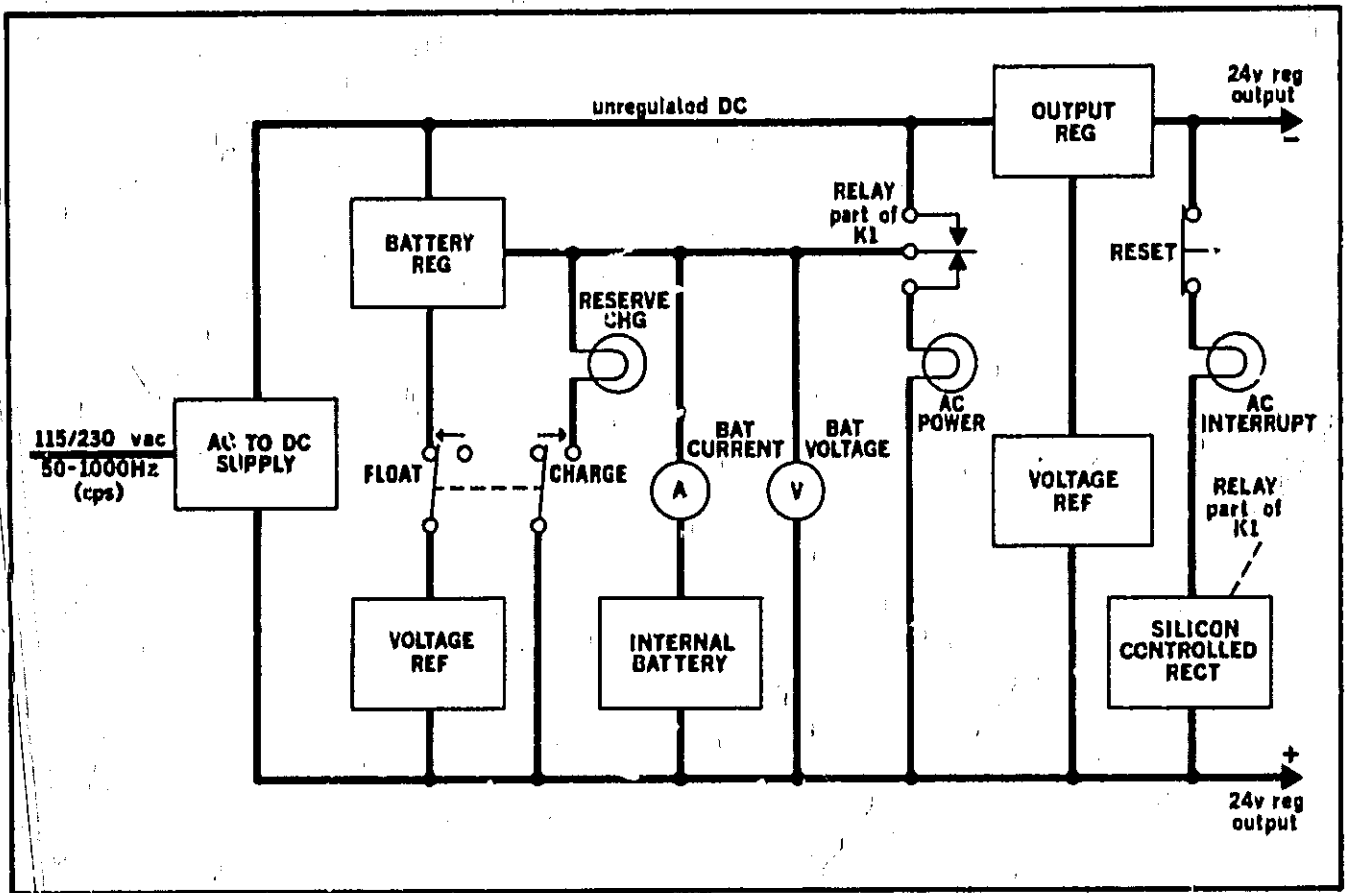 24v reg
output
unregulated DC
OUTPUT
REG
-
RELAY
part of
K1
BATTERY
REG
RESET
RESERVE
CHG
115/230 vac
50-1000Hz
(cps)
AC TO DC
SUPPLY
FLOAT
CHARGE
BAT
CURRENT
BAT
VOLTAGE
AC
POWER
AC
INTERRUPT
A
V
VOLTAGE
REF
RELAY
part of
K1
VOLTAGE
REF
INTERNAL
BATTERY
SILICON
CONTROLLED
RECT
+
24v reg
output